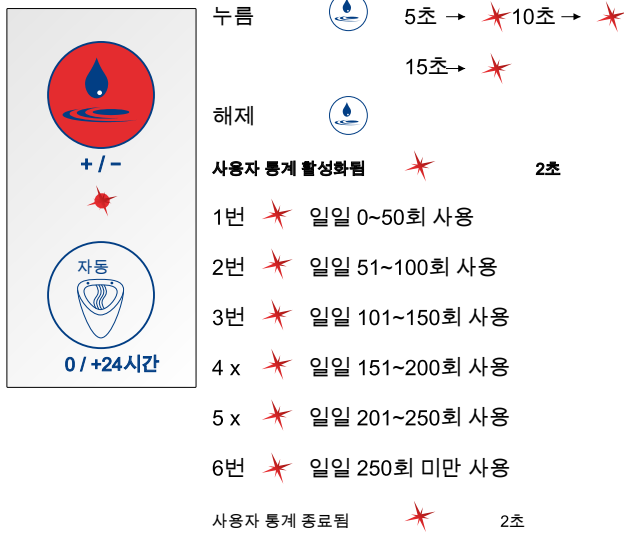 누름 5초 → 10초 →
15초→
해제
사용자 통계 활성화됨 2초
1번 일일 0~50회 사용
2번 일일 51~100회 사용
3번 일일 101~150회 사용
4 x 일일 151~200회 사용
5 x 일일 201~250회 사용
6번 일일 250회 미만 사용
사용자 통계 종료됨 2초
+ / −
자동
0 / +24시간